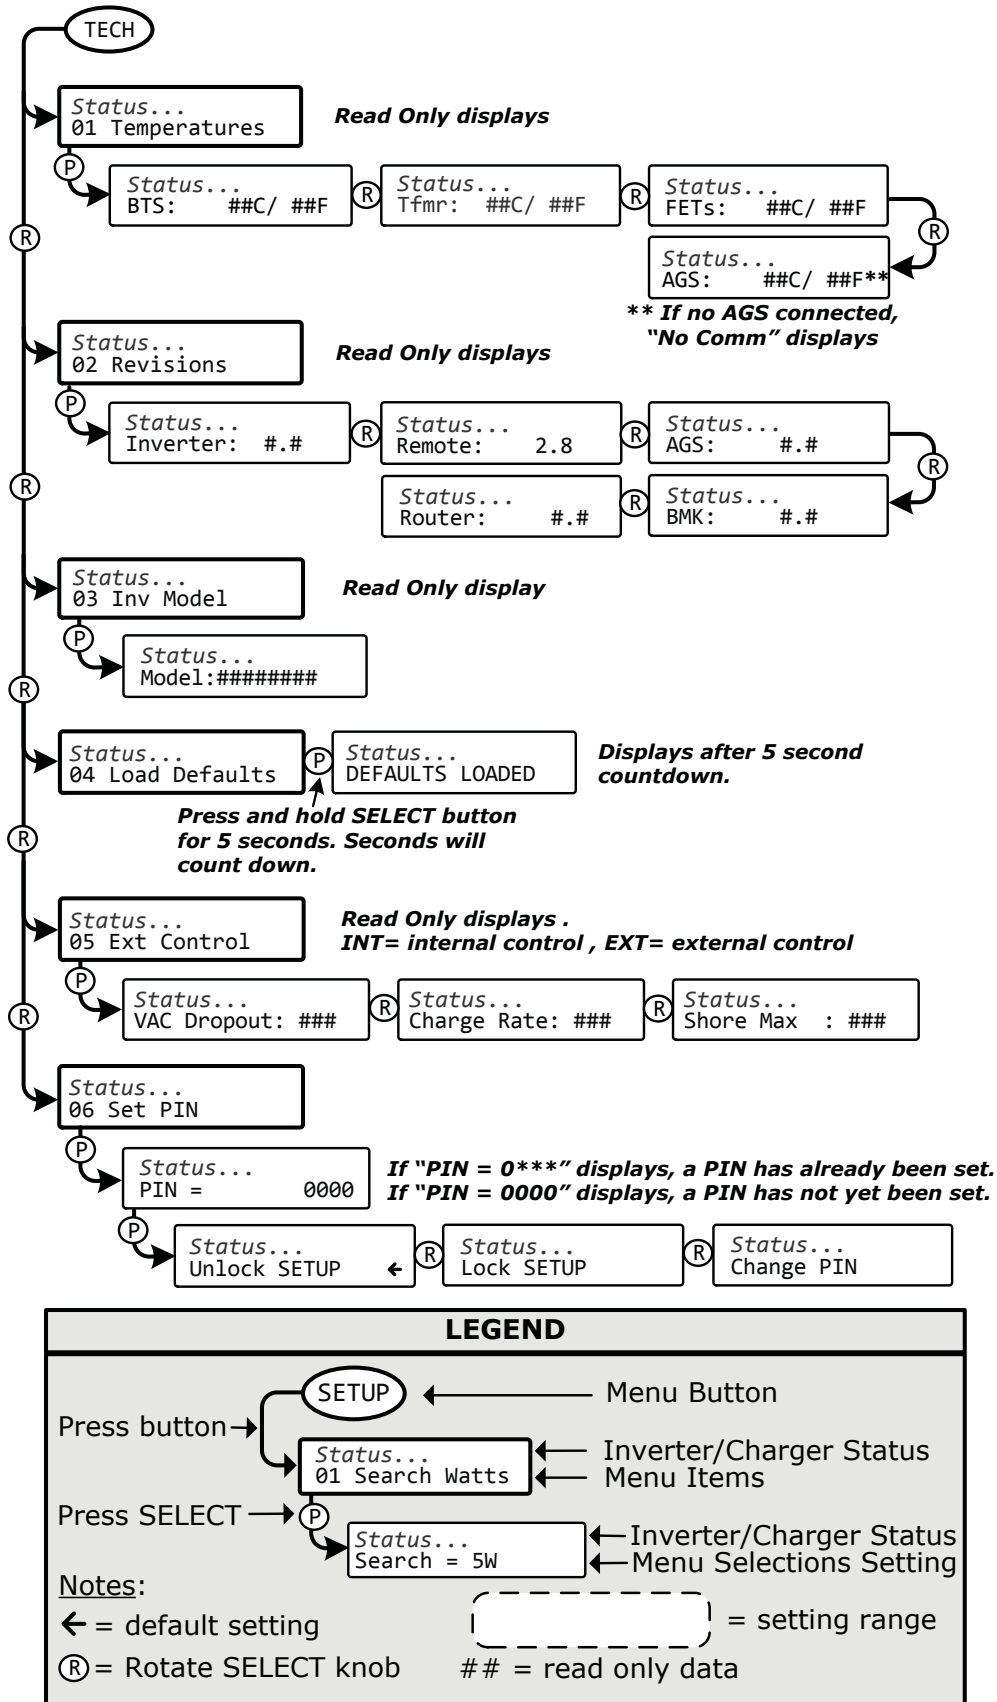 TECH
Status...
01 Temperatures
Read Only displays
P
Status...
BTS: ##C/ ##F
R
Status...
Tfmr: ##C/ ##F
R
Status...
FETs: ##C/ ##F
R
R
Status...
AGS: ##C/ ##F**
** If no AGS connected,
“No Comm” displays
Status...
02 Revisions
Read Only displays
P
Status...
Inverter: #.#
R
Status...
Remote: 2.8
R
Status...
AGS: #.#
R
R
Status...
Router: #.#
R
Status...
BMK: #.#
Status...
03 Inv Model
Read Only display
P
Status...
Model:########
R
Status...
04 Load Defaults
P
Status...
DEFAULTS LOADED
Displays after 5 second
countdown.
Press and hold SELECT button
for 5 seconds. Seconds will
count down.
R
Status...
05 Ext Control
Read Only displays .
INT= internal control , EXT= external control
P
Status...
VAC Dropout: ###
R
Status...
Charge Rate: ###
R
Status...
Shore Max : ###
R
Status...
06 Set PIN
P
Status...
PIN = 0000
If “PIN = 0***” displays, a PIN has already been set.
If “PIN = 0000” displays, a PIN has not yet been set.
P
Status...
Unlock SETUP ←
R
Status...
Lock SETUP
R
Status...
Change PIN
LEGEND
SETUP
Menu Button
Press button
Status...
01 Search Watts
Inverter/Charger Status
Menu Items
Press SELECT
P
Status...
Search = 5W
Inverter/Charger Status
Menu Selections Setting
Notes:
← = default setting
= setting range
R = Rotate SELECT knob
## = read only data